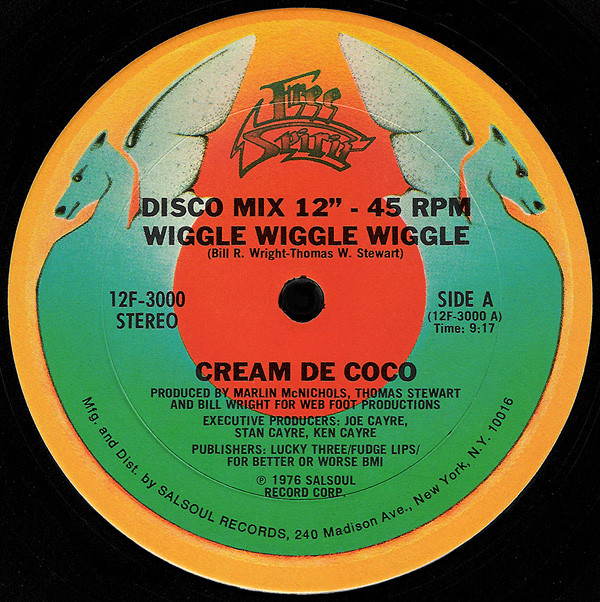 Free
Spirit
DISCO MIX 12” - 45 RPM
WIGGLE WIGGLE WIGGLE
(Bill R. Wright-Thomas W. Stewart)
12F-3000
STEREO
SIDE A
(12F-3000 A)
Time: 9:17
CREAM DE COCO
PRODUCED BY MARLIN McNICHOLS, THOMAS STEWART
AND BILL WRIGHT FOR WEB FOOT PRODUCTIONS
EXECUTIVE PRODUCERS: JOE CAYRE,
STAN CAYRE, KEN CAYRE
PUBLISHERS: LUCKY THREE/FUDGE LIPS/
FOR BETTER OR WORSE BMI
℗ 1976 SALSOUL
RECORD CORP.
Mfg. and Dist. by SALSOUL RECORDS, 240 Madison Ave., New York, N.Y. 10016